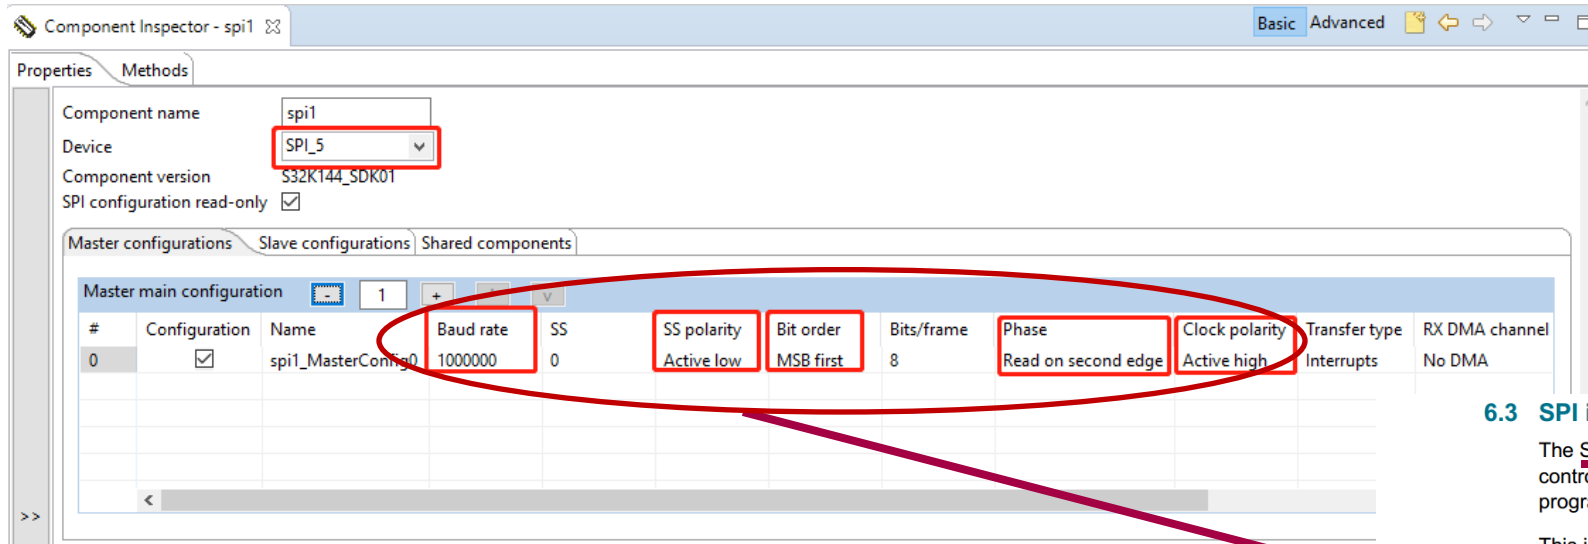 Component Inspector - spi1
Basic Advanced
Properties Methods
Component name spi1
Device SPI_5
Component version S32K144_SDK01
SPI configuration read-only
Master configurations Slave configurations Shared components
Master main configuration - 1 + v
# Configuration Name Baud rate SS SS polarity Bit order Bits/frame Phase Clock polarity Transfer type RX DMA channel
0 spi1_MasterConfig0 1000000 0 Active low MSB first 8 Read on second edge Active high Interrupts No DMA
6.3 SPI
The
>>